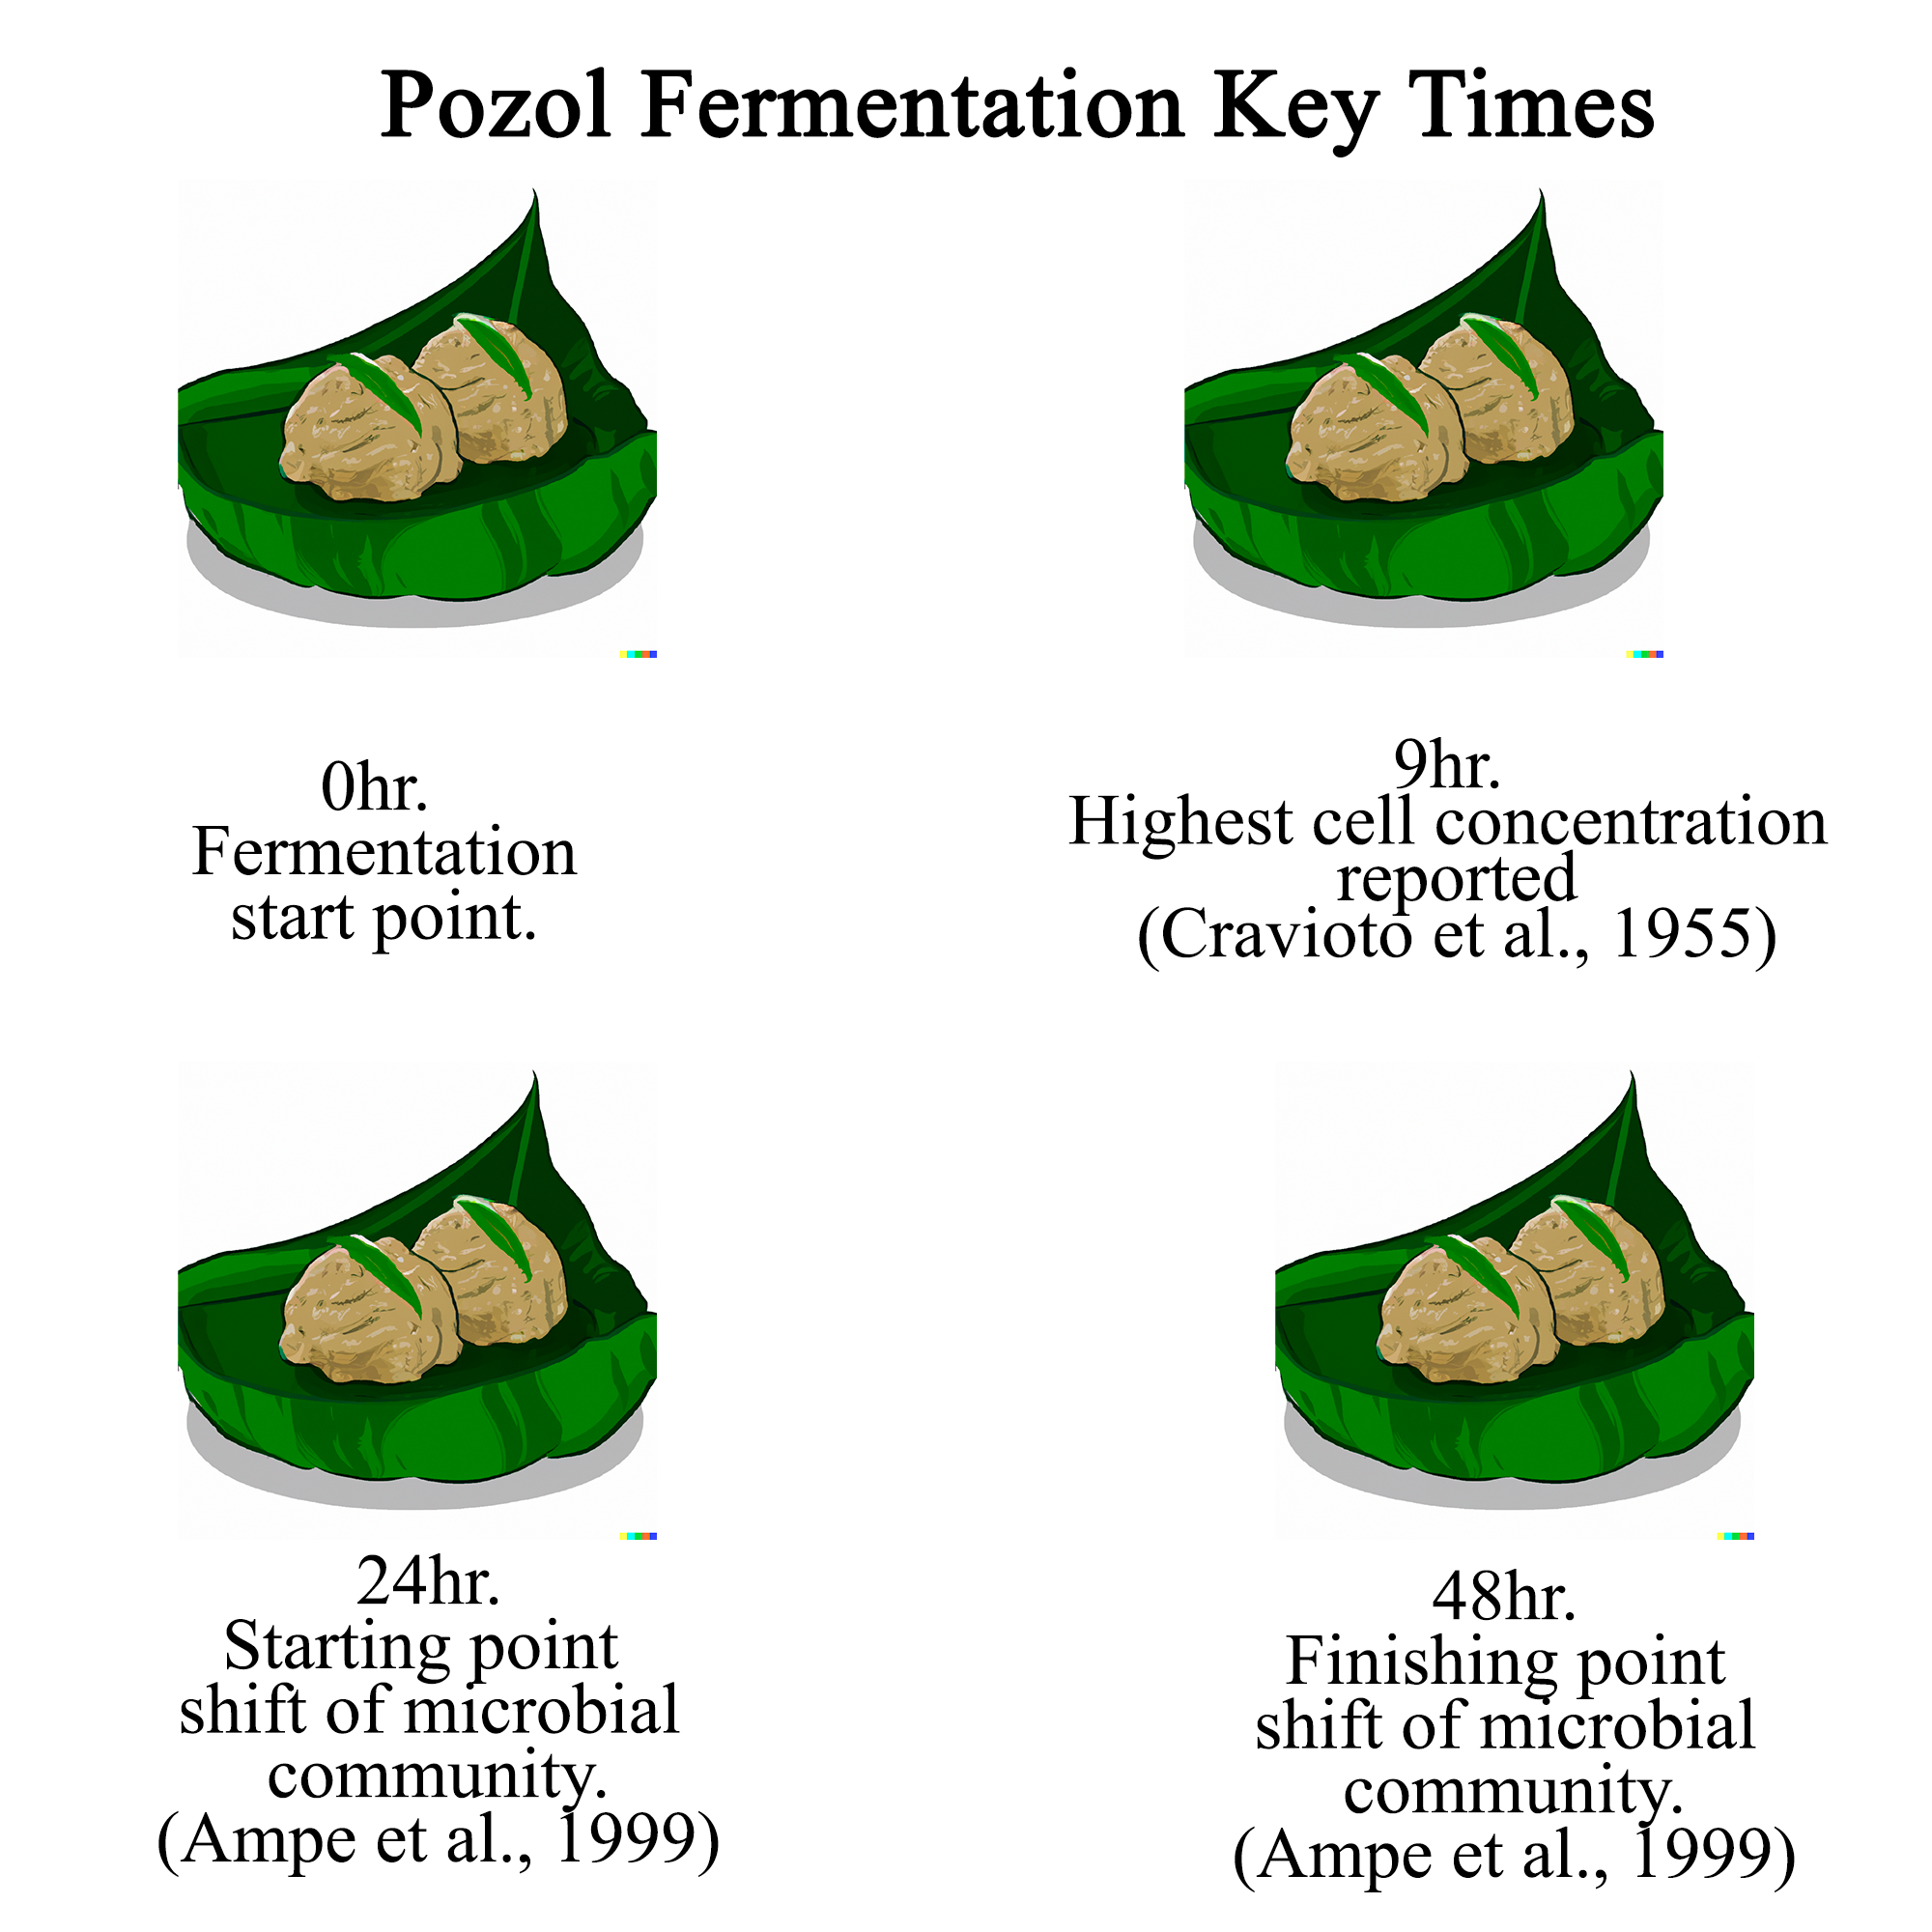 Pozol Fermentation Key Times
0hr.
Fermentation
start point.
9hr.
Highest cell concentration
reported
(Cravioto et al., 1955)
24hr.
Starting point
shift of microbial
community.
(Ampe et al., 1999)
48hr.
Finishing point
shift of microbial
community.
(Ampe et al., 1999)